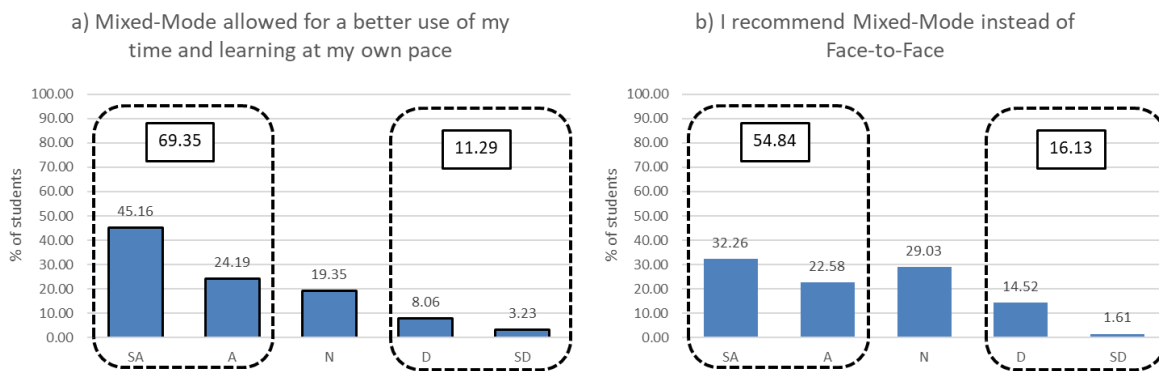 a) Mixed-Mode allowed for a better use of my
time and learning at my own pace
% of students
100.00
90.00
80.00
70.00
60.00
50.00
40.00
30.00
20.00
10.00
0.00
69.35
11.29
45.16
24.19
19.35
8.06
3.23
SA
A
N
D
SD
b) I recommend Mixed-Mode instead of
Face-to-Face
% of students
100.00
90.00
80.00
70.00
60.00
50.00
40.00
30.00
20.00
10.00
0.00
54.84
16.13
32.26
22.58
29.03
14.52
1.61
SA
A
N
D
SD